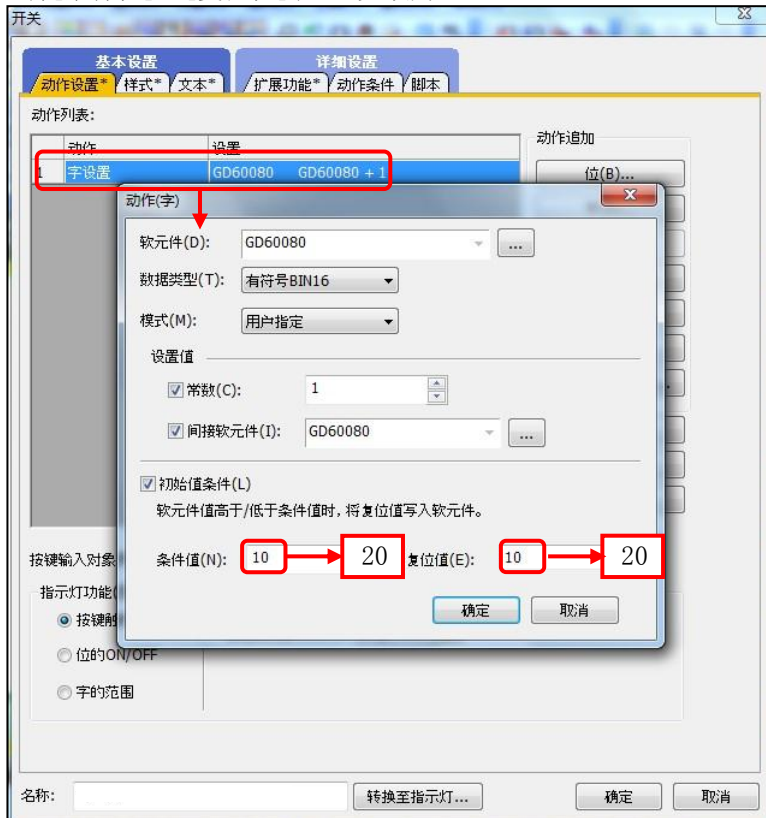 开关
基本设置 详细设置
动作设置* 样式* 文本* 扩展功能* 动作条件 脚本
动作列表:
动作 设置
1 字设置 GD60080 GD60080 + 1
动作追加
位(B)...
动作(字)
软元件(D): GD60080 ...
数据类型(T): 有符号BIN16
模式(M): 用户指定
设置值
常数(C): 1
间接软元件(I): GD60080 ...
初始值条件(L)
软元件值高于/低于条件值时,将复位值写入软元件。
条件值(N): 10 20 复位值(E): 10 20
确定 取消
按键输入对象
指示灯功能(
按键触
位的ON/OFF
字的范围
名称: 转换至指示灯... 确定 取消